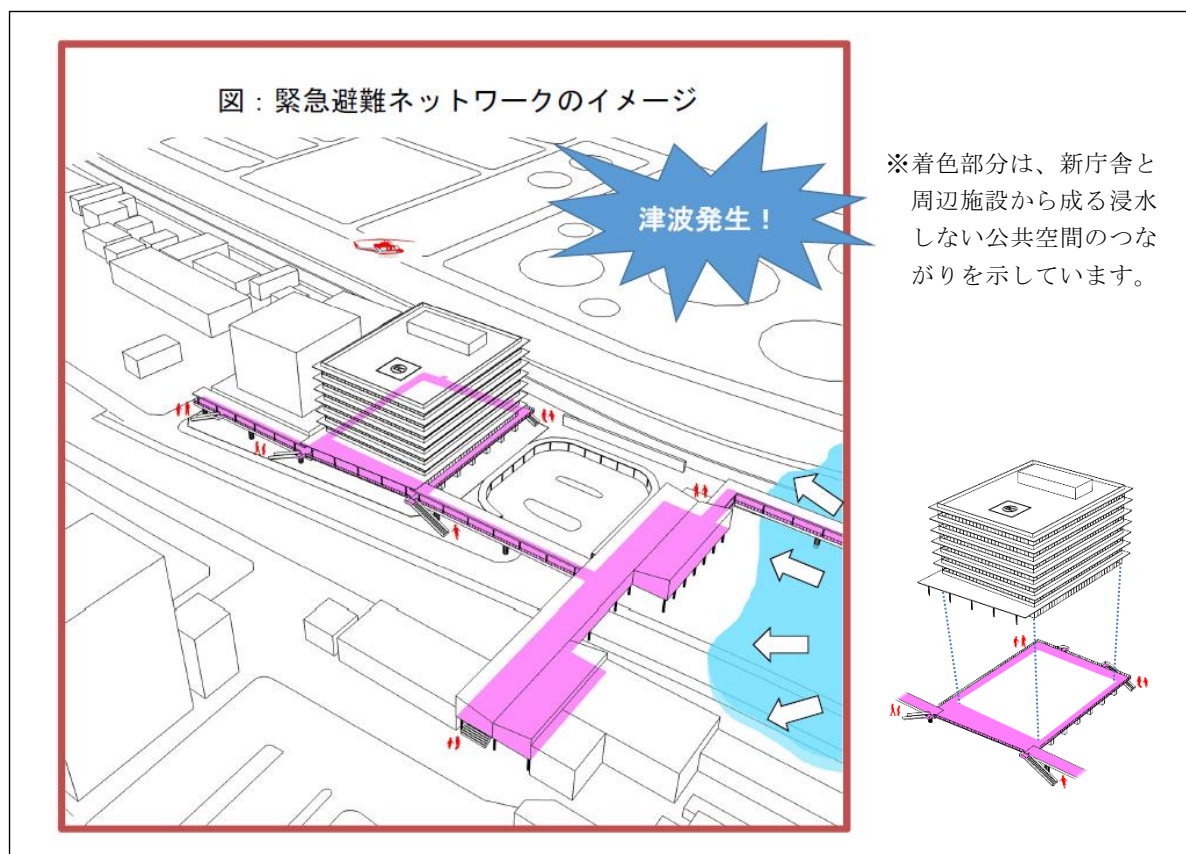 図：緊急避難ネットワークのイメージ
津波発生！
※着色部分は、新庁舎と
周辺施設から成る浸水
しない公共空間のつな
がりを示しています。